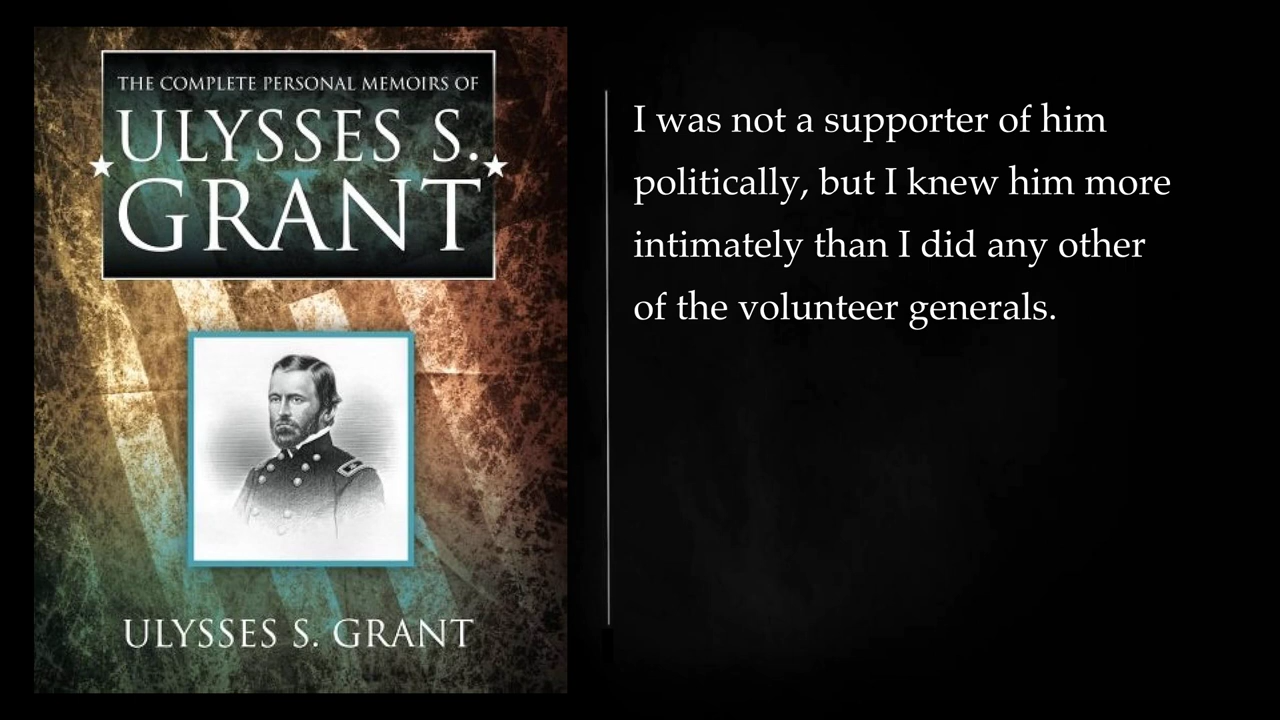 THE COMPLETE PERSONAL MEMOIRS OF
ULYSSES S.
GRANT
ULYSSES S. GRANT
I was not a supporter of him
politically, but I knew him more
intimately than I did any other
of the volunteer generals.